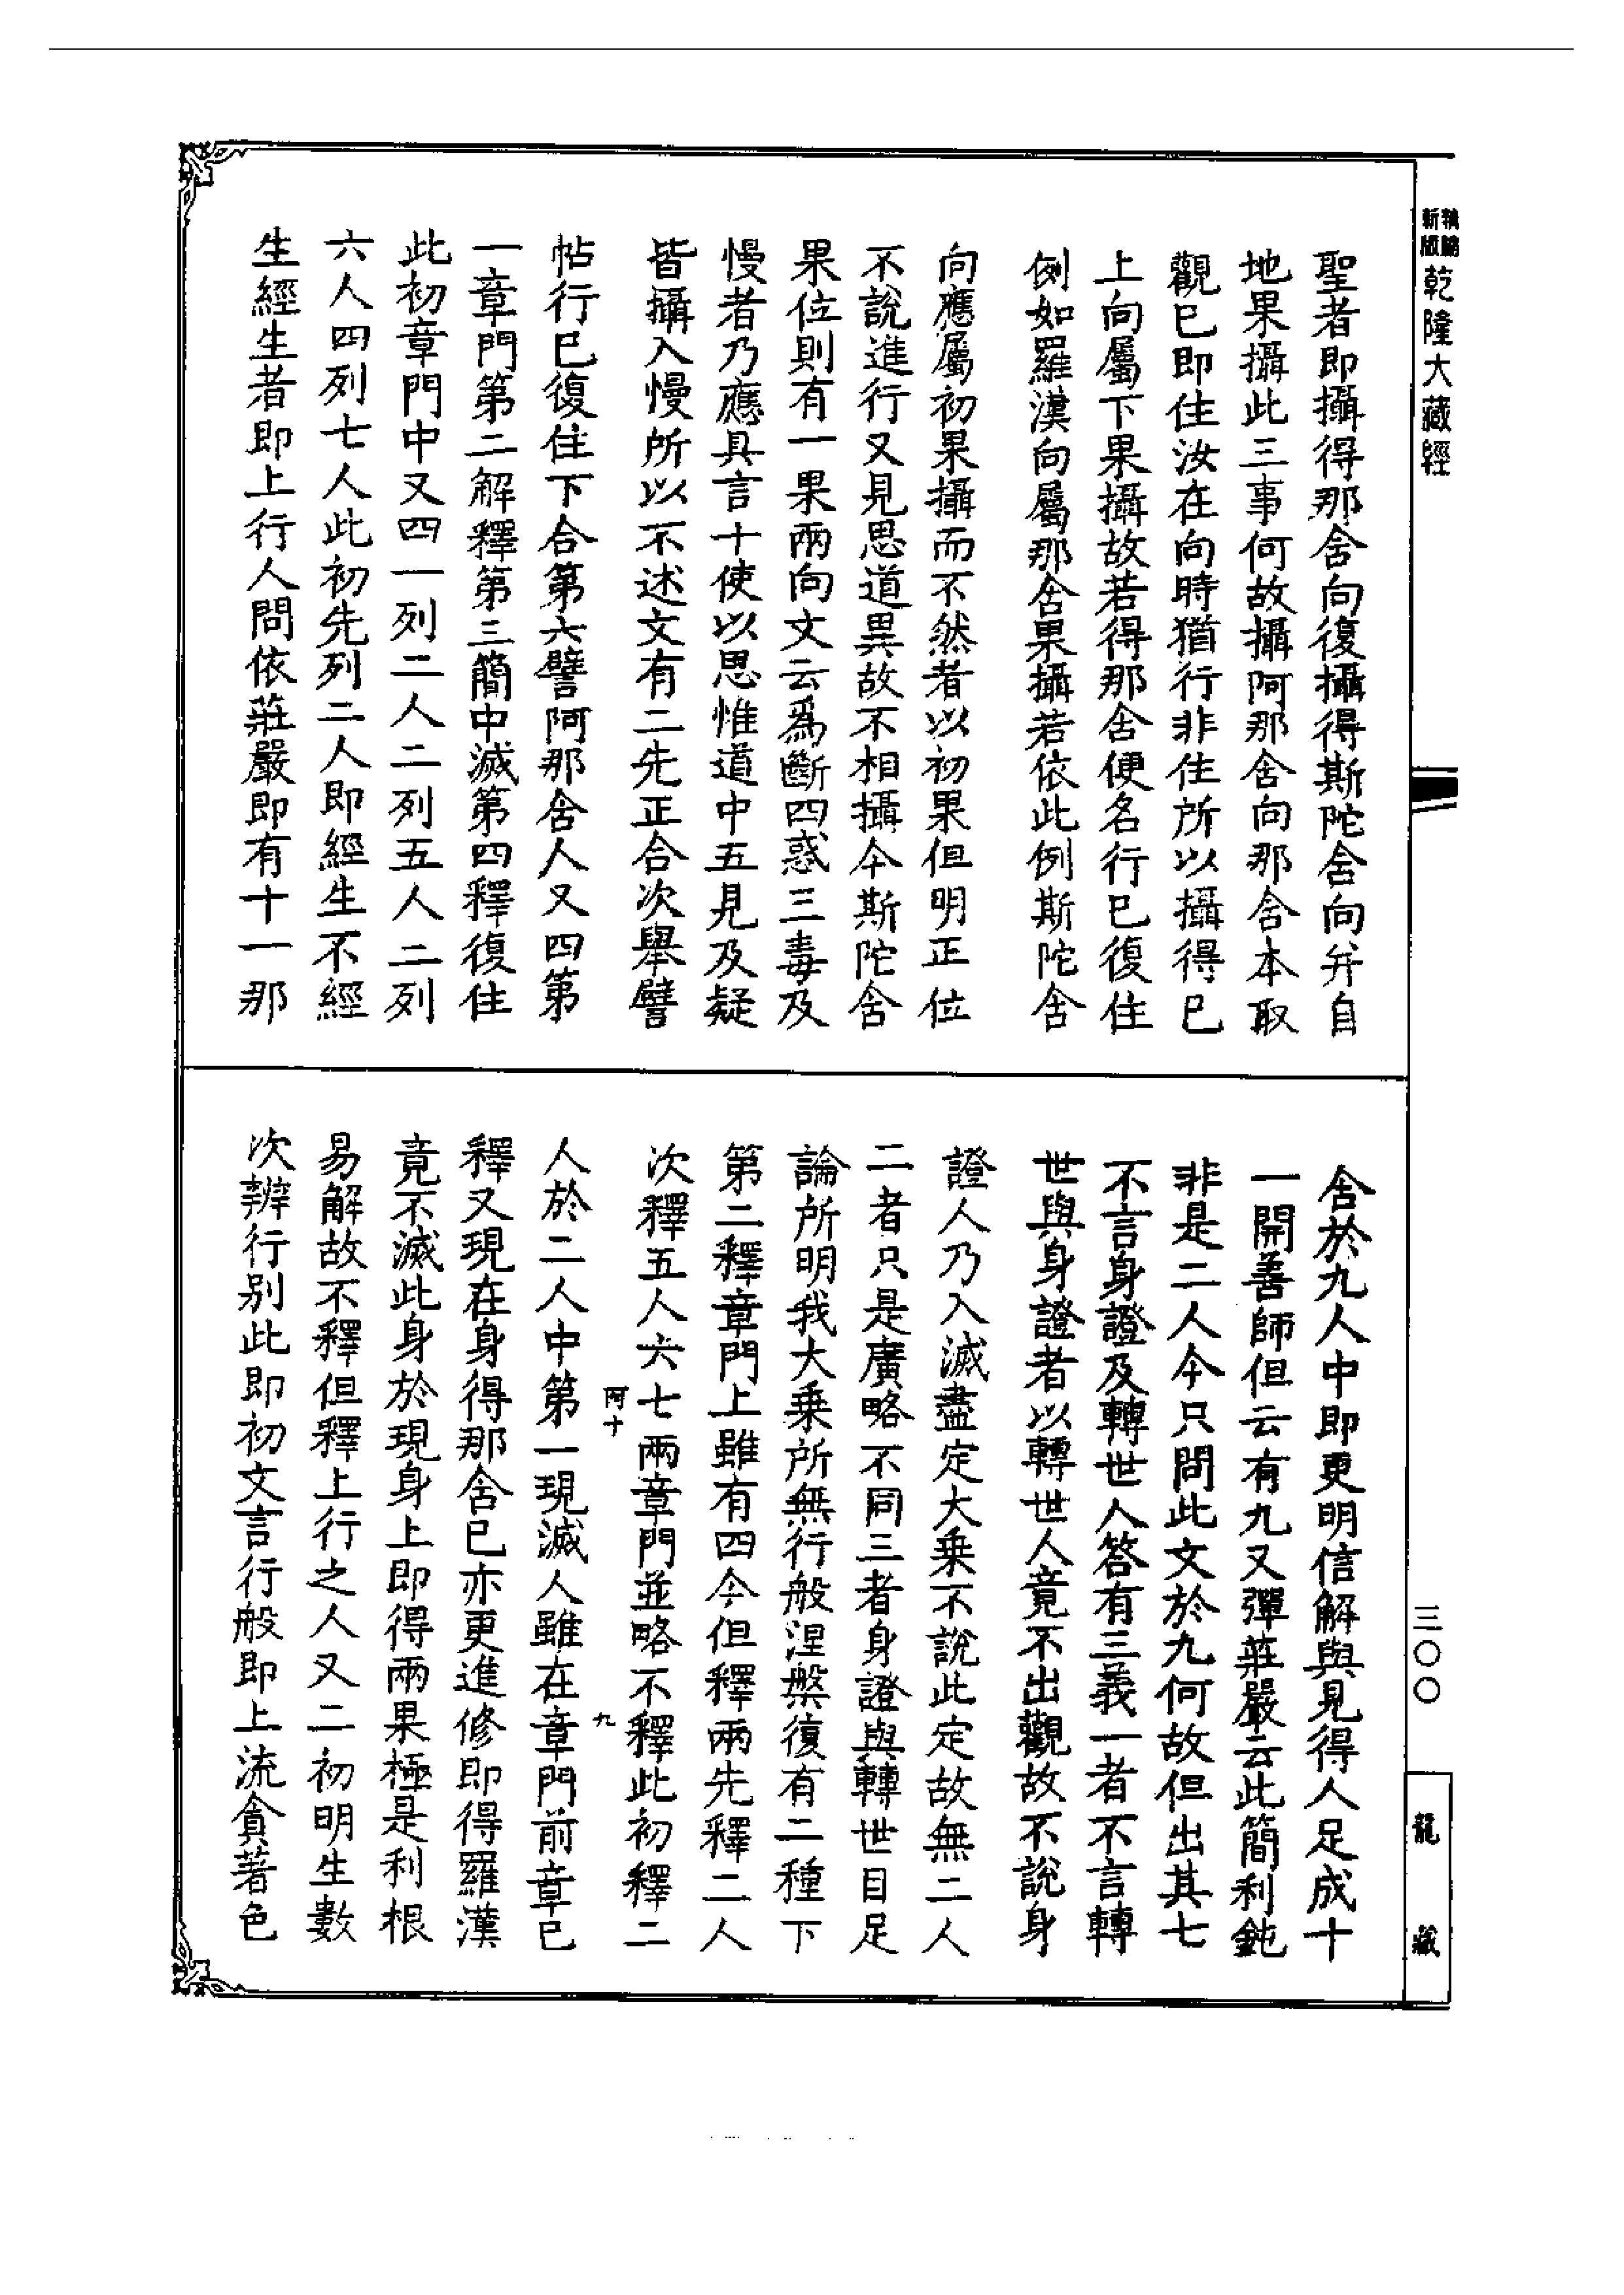 新編
新版
乾隆大藏經
聖者即攝得那舍向復攝得斯陀舍向并自
地果攝此三事何故攝阿那舍向那舍本取
觀已即住汝在向時猶行非住所以攝得已
上向屬下果攝故若得那舍便名行已復住
例如羅漢向屬那舍果攝若依此例斯陀舍
向應屬初果攝而不然者以初果但明正位
不說進行又見思道異故不相攝今斯陀舍
果位則有一果兩向文云為斷四惑三毒及
慢者乃應具言十使以思惟道中五見及疑
皆攝入慢所以不述文有二先正合次舉譬
帖行已復住下合第六譬阿那舍人又四第
一章門第二解釋第三簡中滅第四釋復住
此初章門中又四一列二人二列五人二列
六人四列七人此初先列二人即經生不經
生經生者即上行人問依莊嚴即有十一那
舍於九人中即更明信解與見得人足成十
一開善師但云有九又彈莊嚴云此簡利鈍
非是二人今只問此文於九何故但出其七
不言身證及轉世人答有三義一者不言轉
世與身證者以轉世人竟不出觀故不說身
證人乃入滅盡定大乘不說此定故無二人
二者只是廣略不同三者身證與轉世目足
論所明我大乘所無行般涅槃復有二種下
第二釋章門上雖有四今但釋兩先釋二人
次釋五人六七兩章門並略不釋此初釋二
阿十
九
人於二人中第一現滅人雖在章門前章已
釋又現在身得那舍已亦更進修即得羅漢
竟不滅此身於現身上即得兩果極是利根
易解故不釋但釋上行之人又二初明生數
次辨行別此即初文言行般即上流貪著色
三〇〇
龍藏